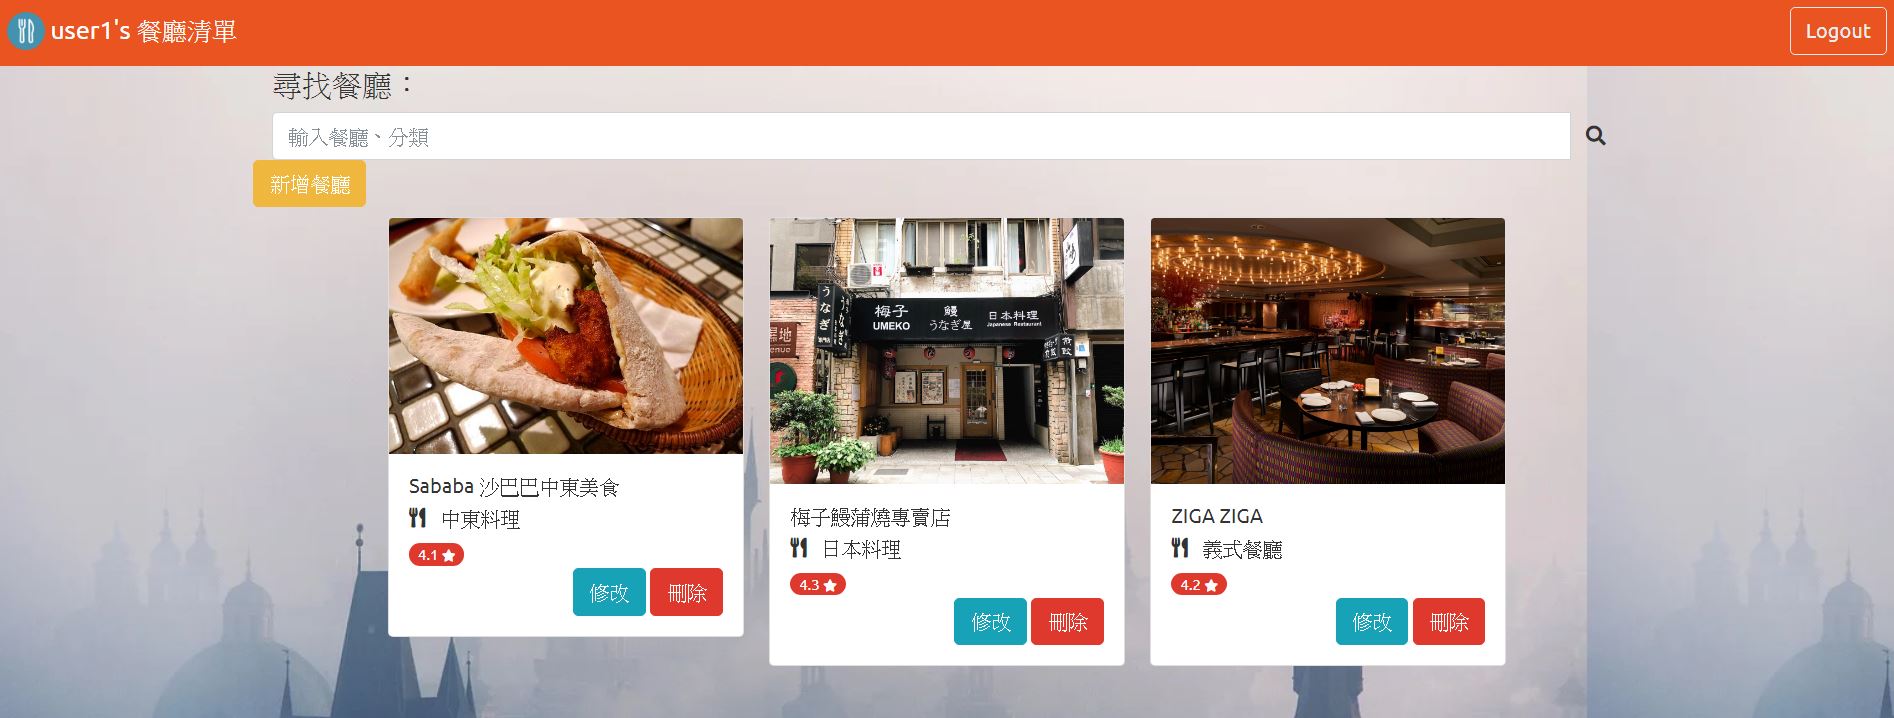 user1's 餐廳清單
Logout
尋找餐廳：
輸入餐廳、分類
新增餐廳
うなぎ
梅子
UMEKO
鰻
うなぎ屋
日本料理
Japanese Restaurant
Sababa 沙巴巴中東美食
中東料理
4.1
修改 刪除
梅子鰻蒲燒專賣店
日本料理
4.3
修改 刪除
ZIGA ZIGA
義式餐廳
4.2
修改 刪除